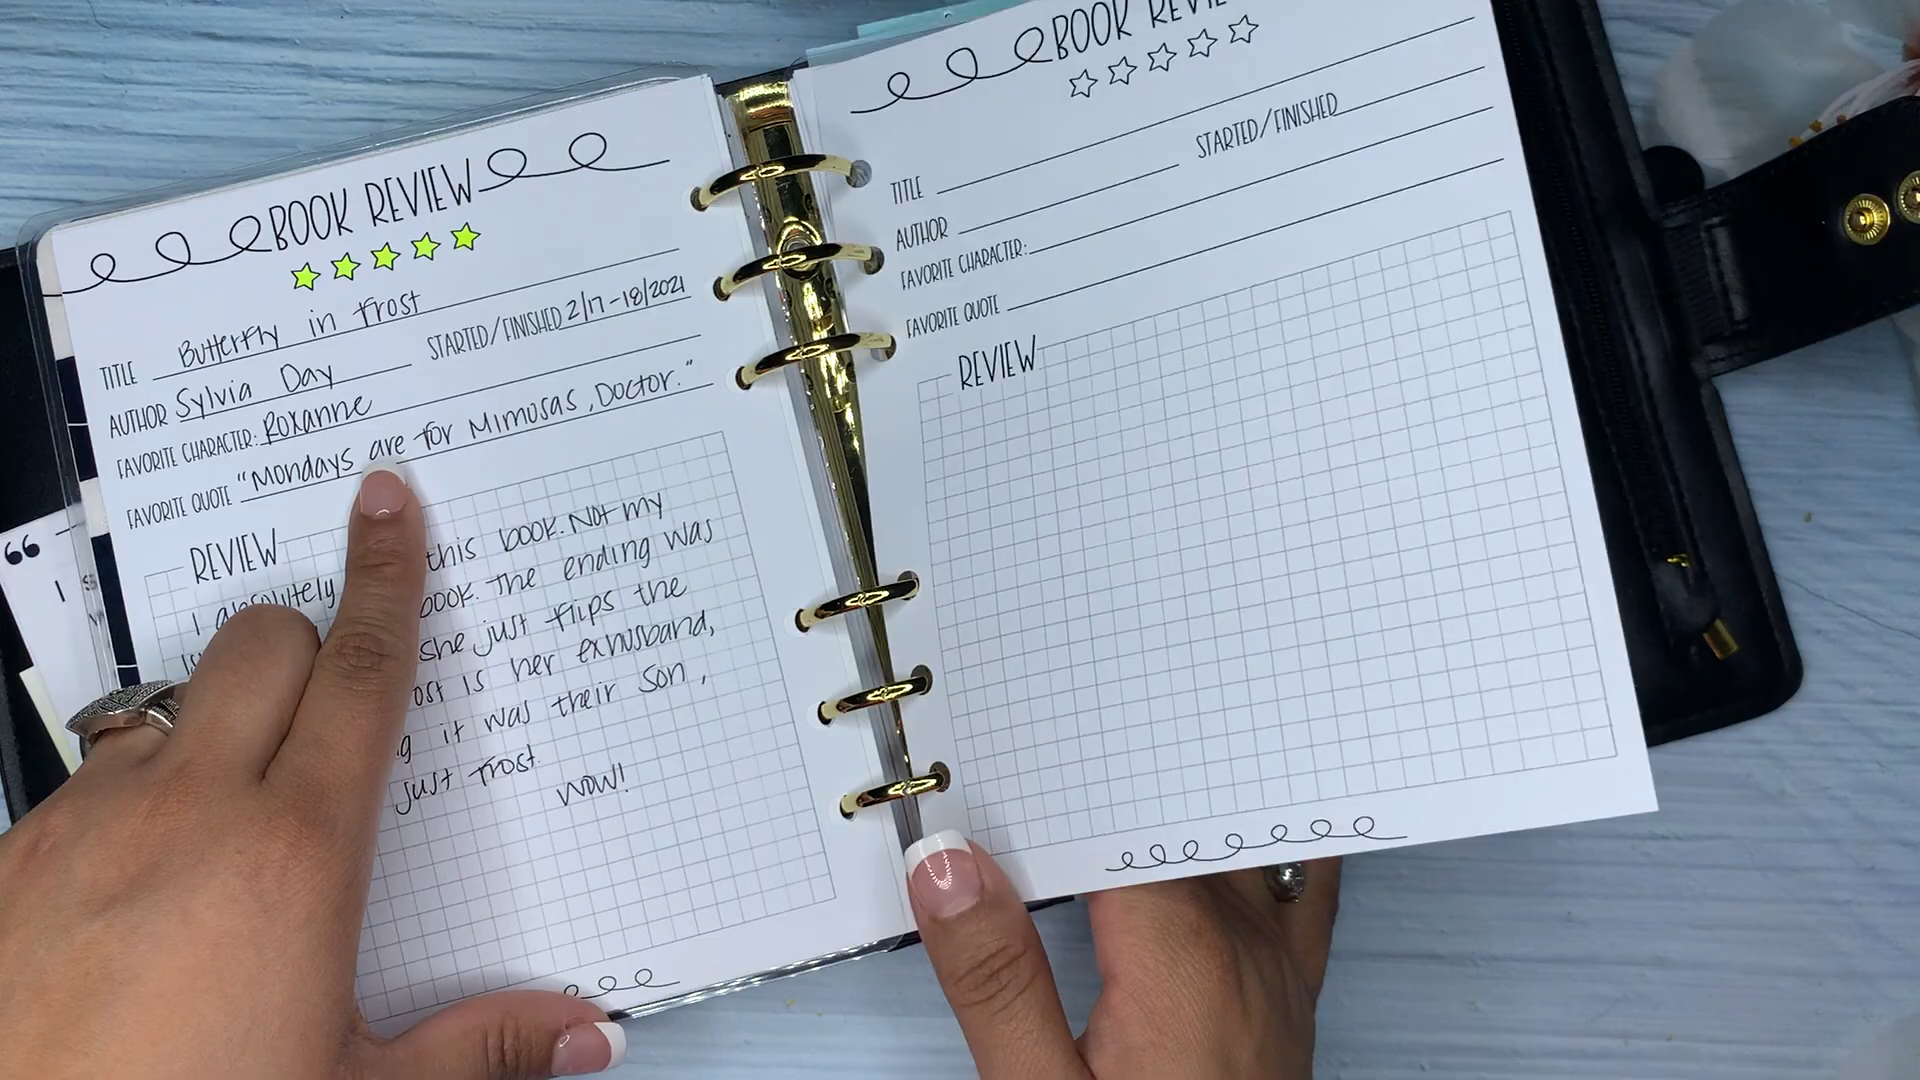 BOOK REVIEW
TITLE Butterfly in Frost
AUTHOR Sylvia Day STARTED/FINISHED 2/17-18/2021
FAVORITE CHARACTER: Roxanne
FAVORITE QUOTE "Mondays are for Mimosas, Doctor."
REVIEW
I absolutely this book. Not my
book. The ending was
she just flips the
is her exhusband,
it was their son,
just Frost.
WOW!
BOOK
TITLE
AUTHOR STARTED/FINISHED
FAVORITE CHARACTER:
FAVORITE QUOTE
REVIEW
“
I